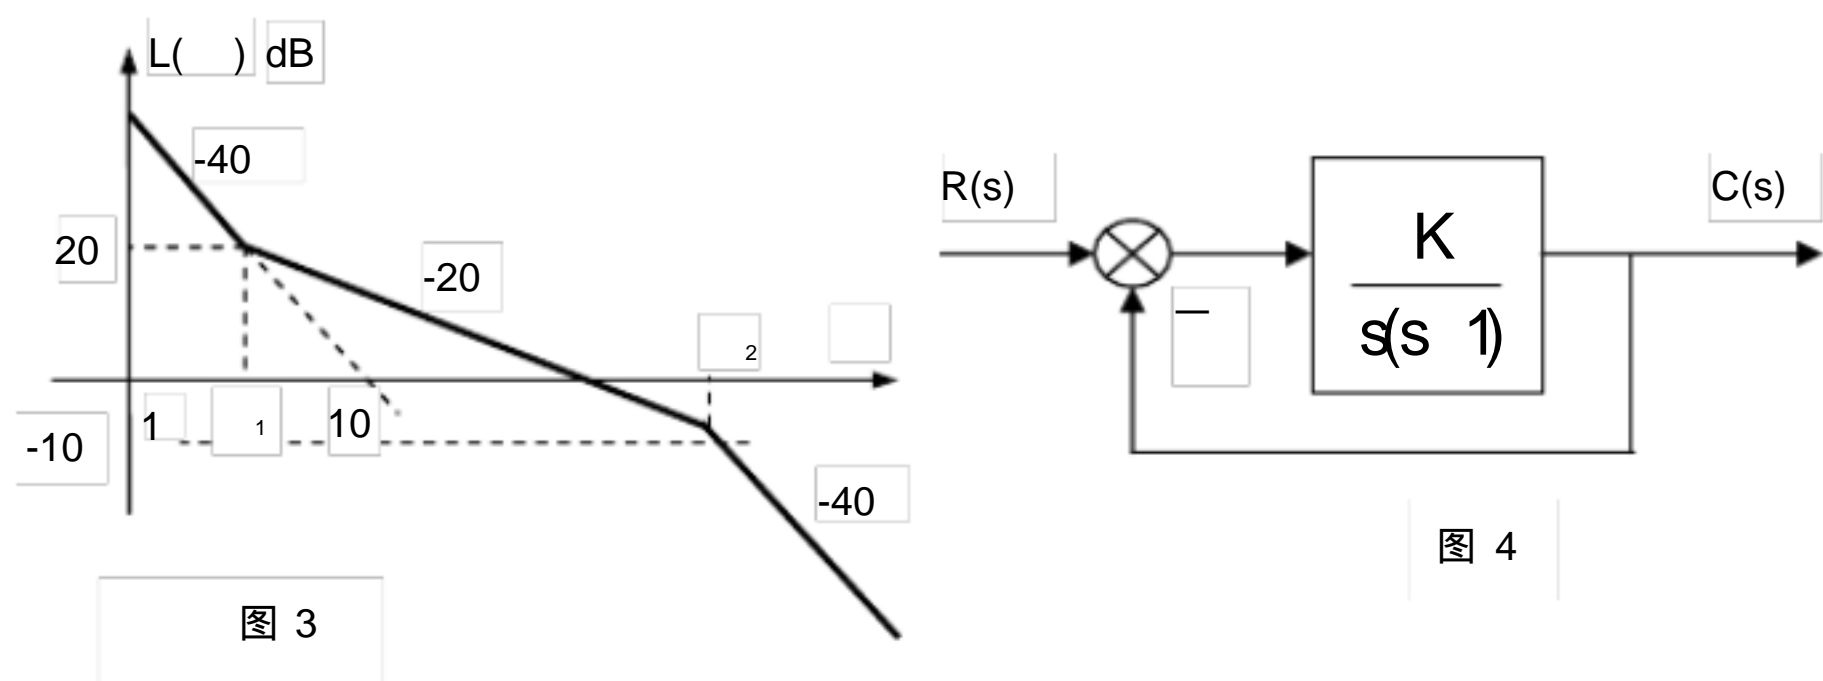 L( ) dB
-40
20
-20
2
1
1
10
-10
-40
图 3
R(s)
C(s)
K
s(s 1)
—
图 4